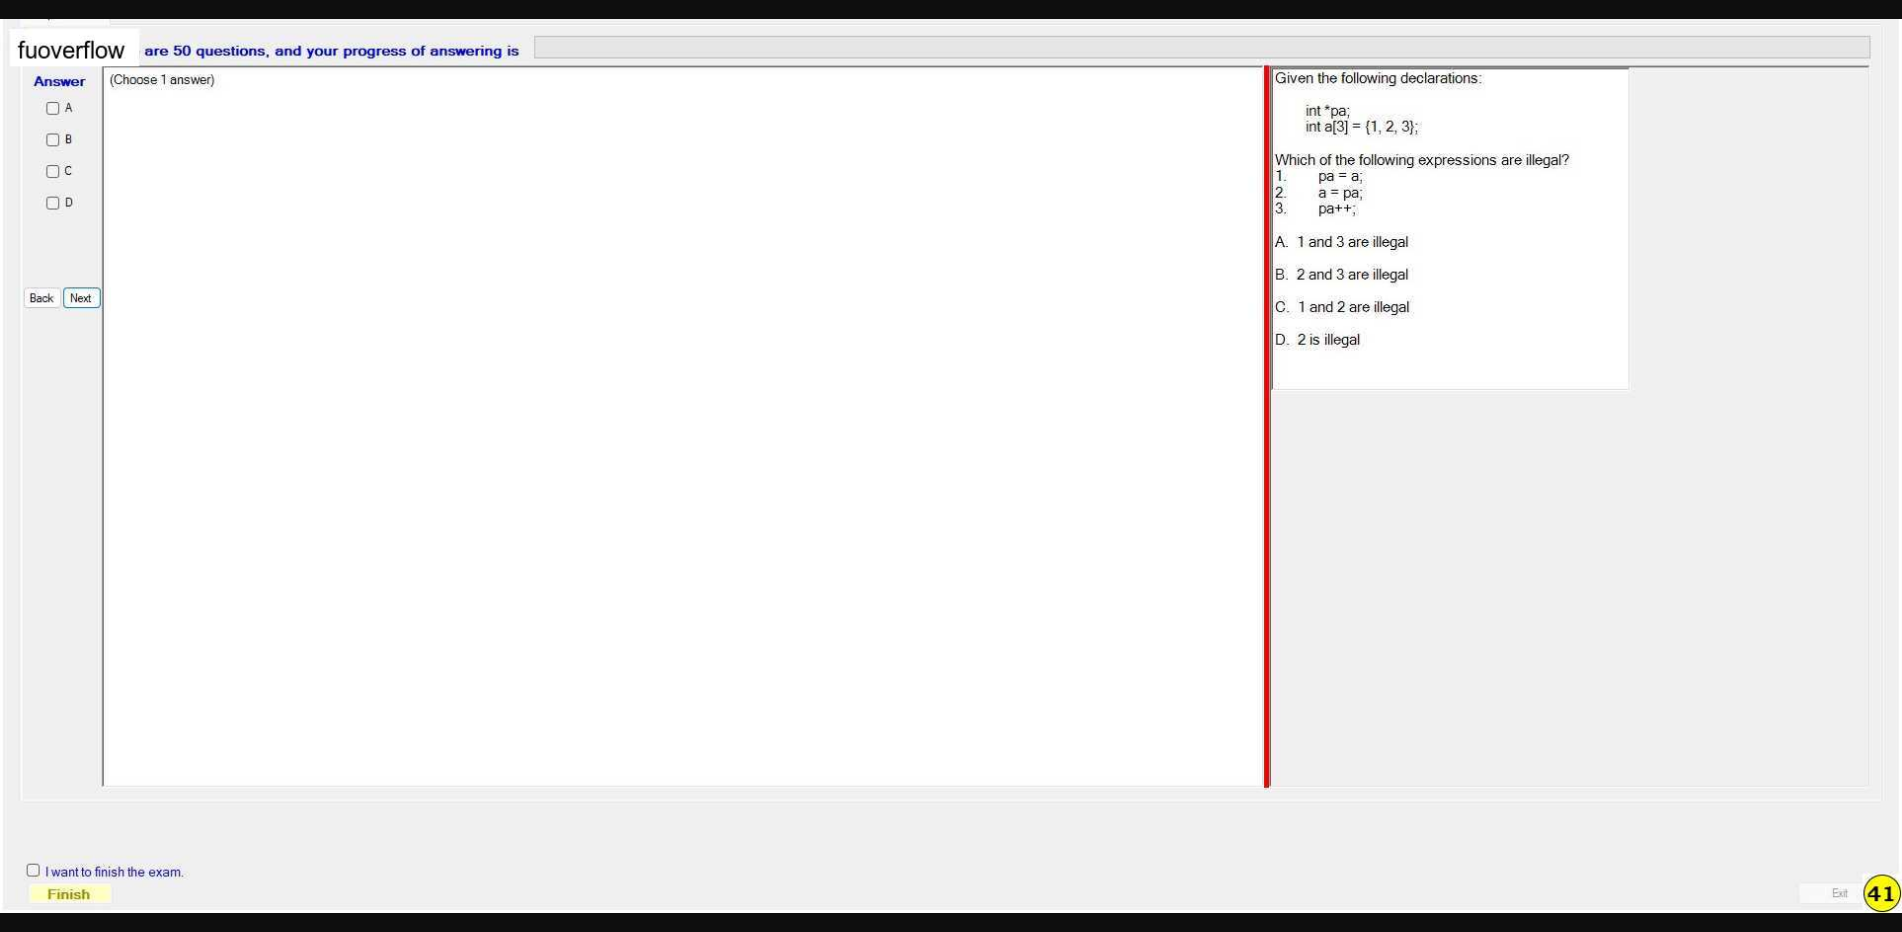 fuoverflow are 50 questions, and your progress of answering is
Answer
(Choose 1 answer)
A
B
C
D
Back Next
Given the following declarations:
int *pa;
int a[3] = {1, 2, 3};
Which of the following expressions are illegal?
1. pa = a;
2. a = pa;
3. pa++;
A. 1 and 3 are illegal
B. 2 and 3 are illegal
C. 1 and 2 are illegal
D. 2 is illegal
I want to finish the exam.
Finish
Exit
41